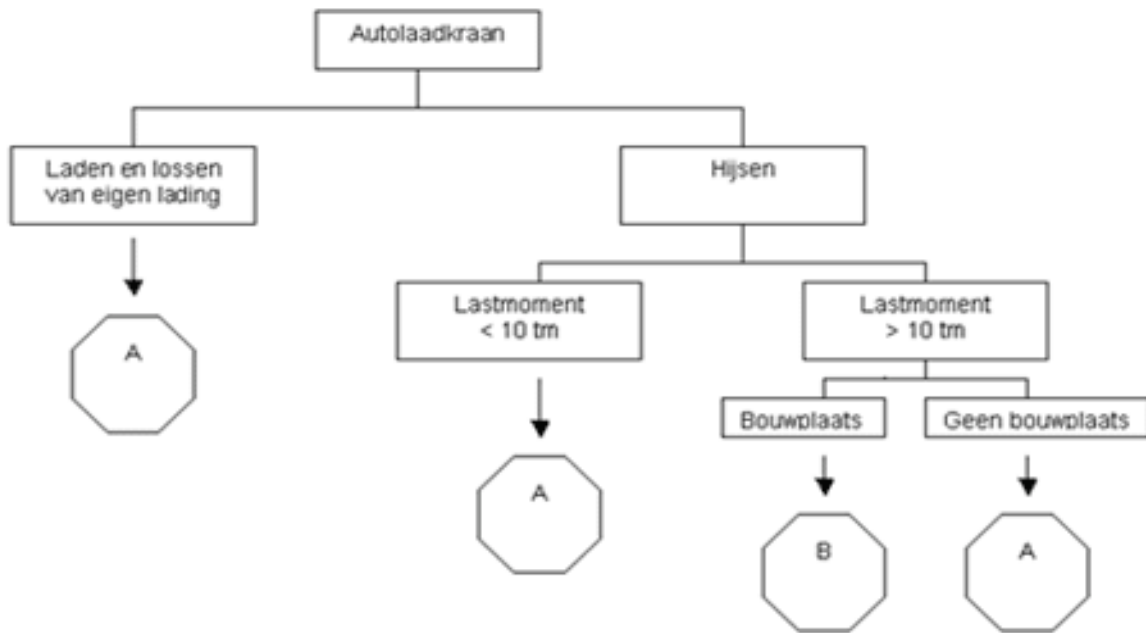 Autolaadkraan
Laden en lossen
van eigen lading
Hijsen
Lastmoment
< 10 tm
Lastmoment
> 10 tm
Bouwplaats
Geen bouwplaats
A
A
B
A